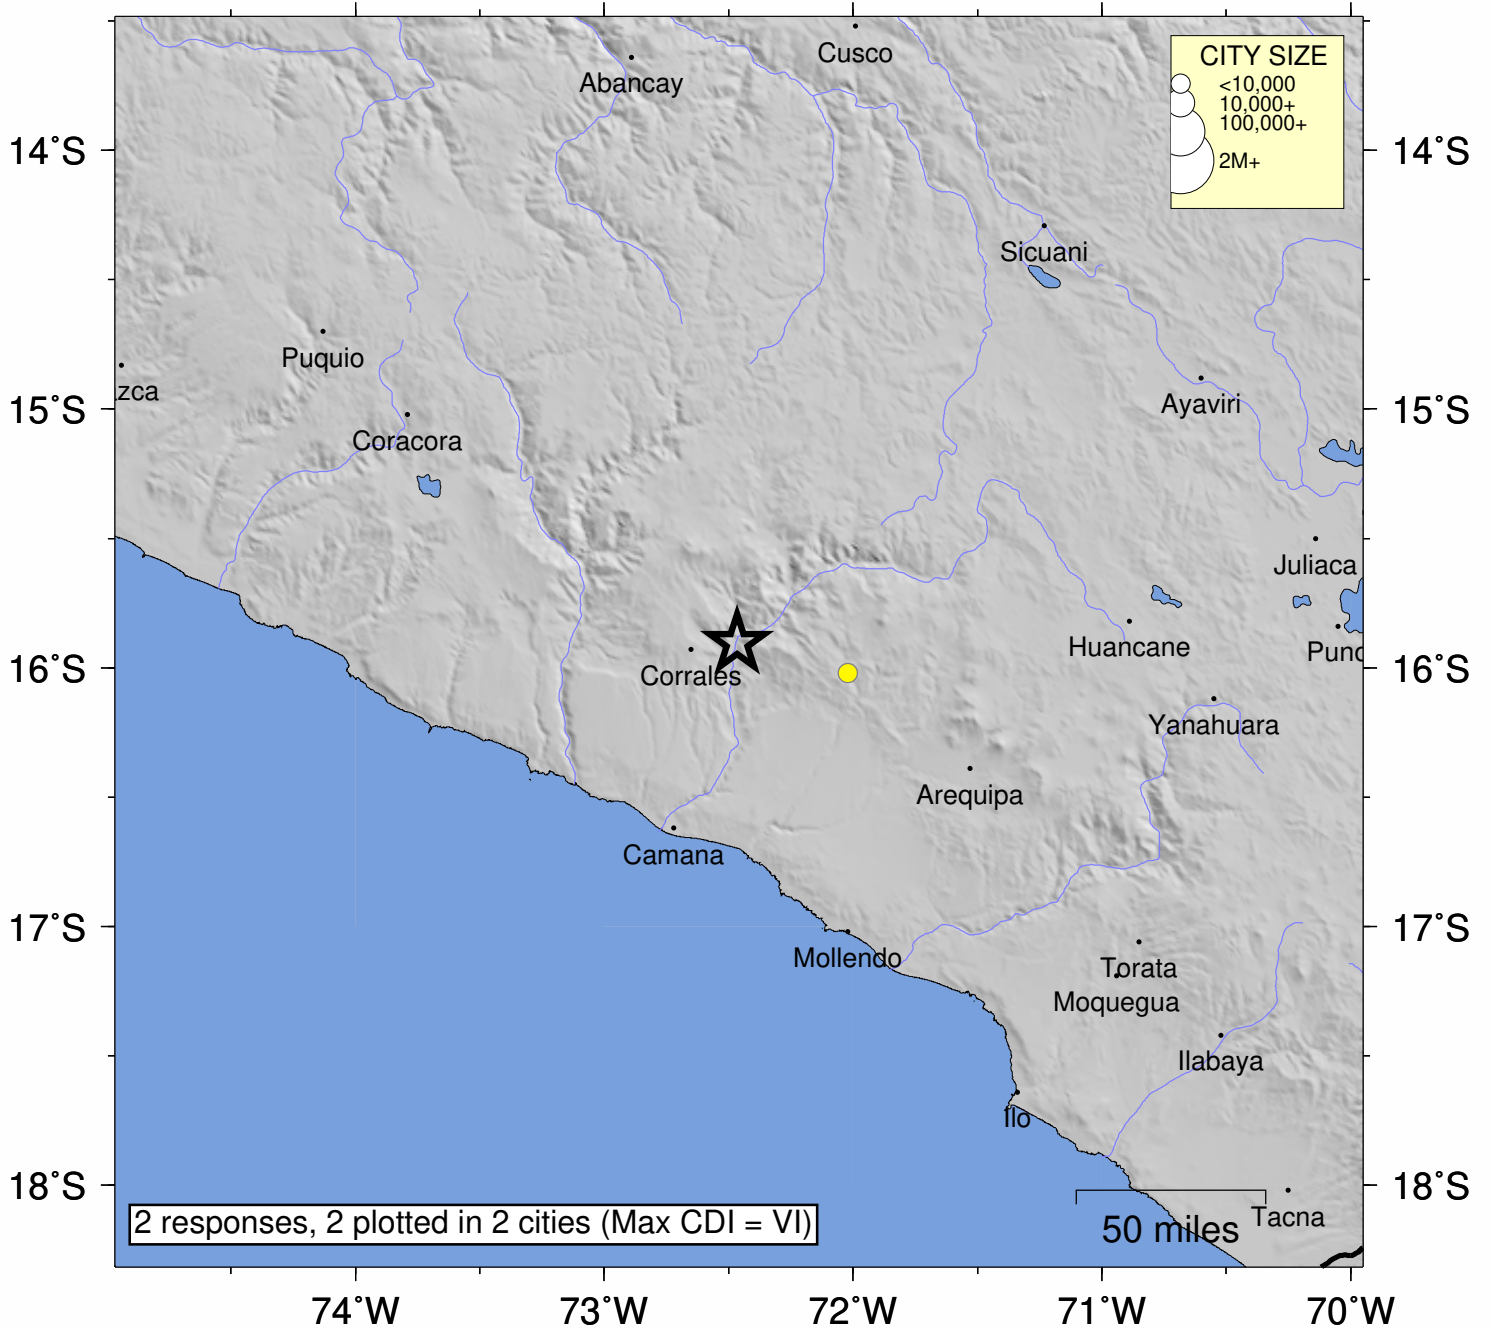 Cusco
CITY SIZE
<10,000
10,000+
100,000+
2M+
Abancay
14°S
14°S
Sicuani
Puquio
zca
Ayaviri
15°S
15°S
Coracora
Juliaca
Huancane
Puno
Corrales
16°S
16°S
Yanahuara
Arequipa
Camana
17°S
17°S
Mollendo
Torata
Moquegua
Ilabaya
Ilo
18°S
18°S
2 responses, 2 plotted in 2 cities (Max CDI = VI)
50 miles
Tacna
74°W
73°W
72°W
71°W
70°W